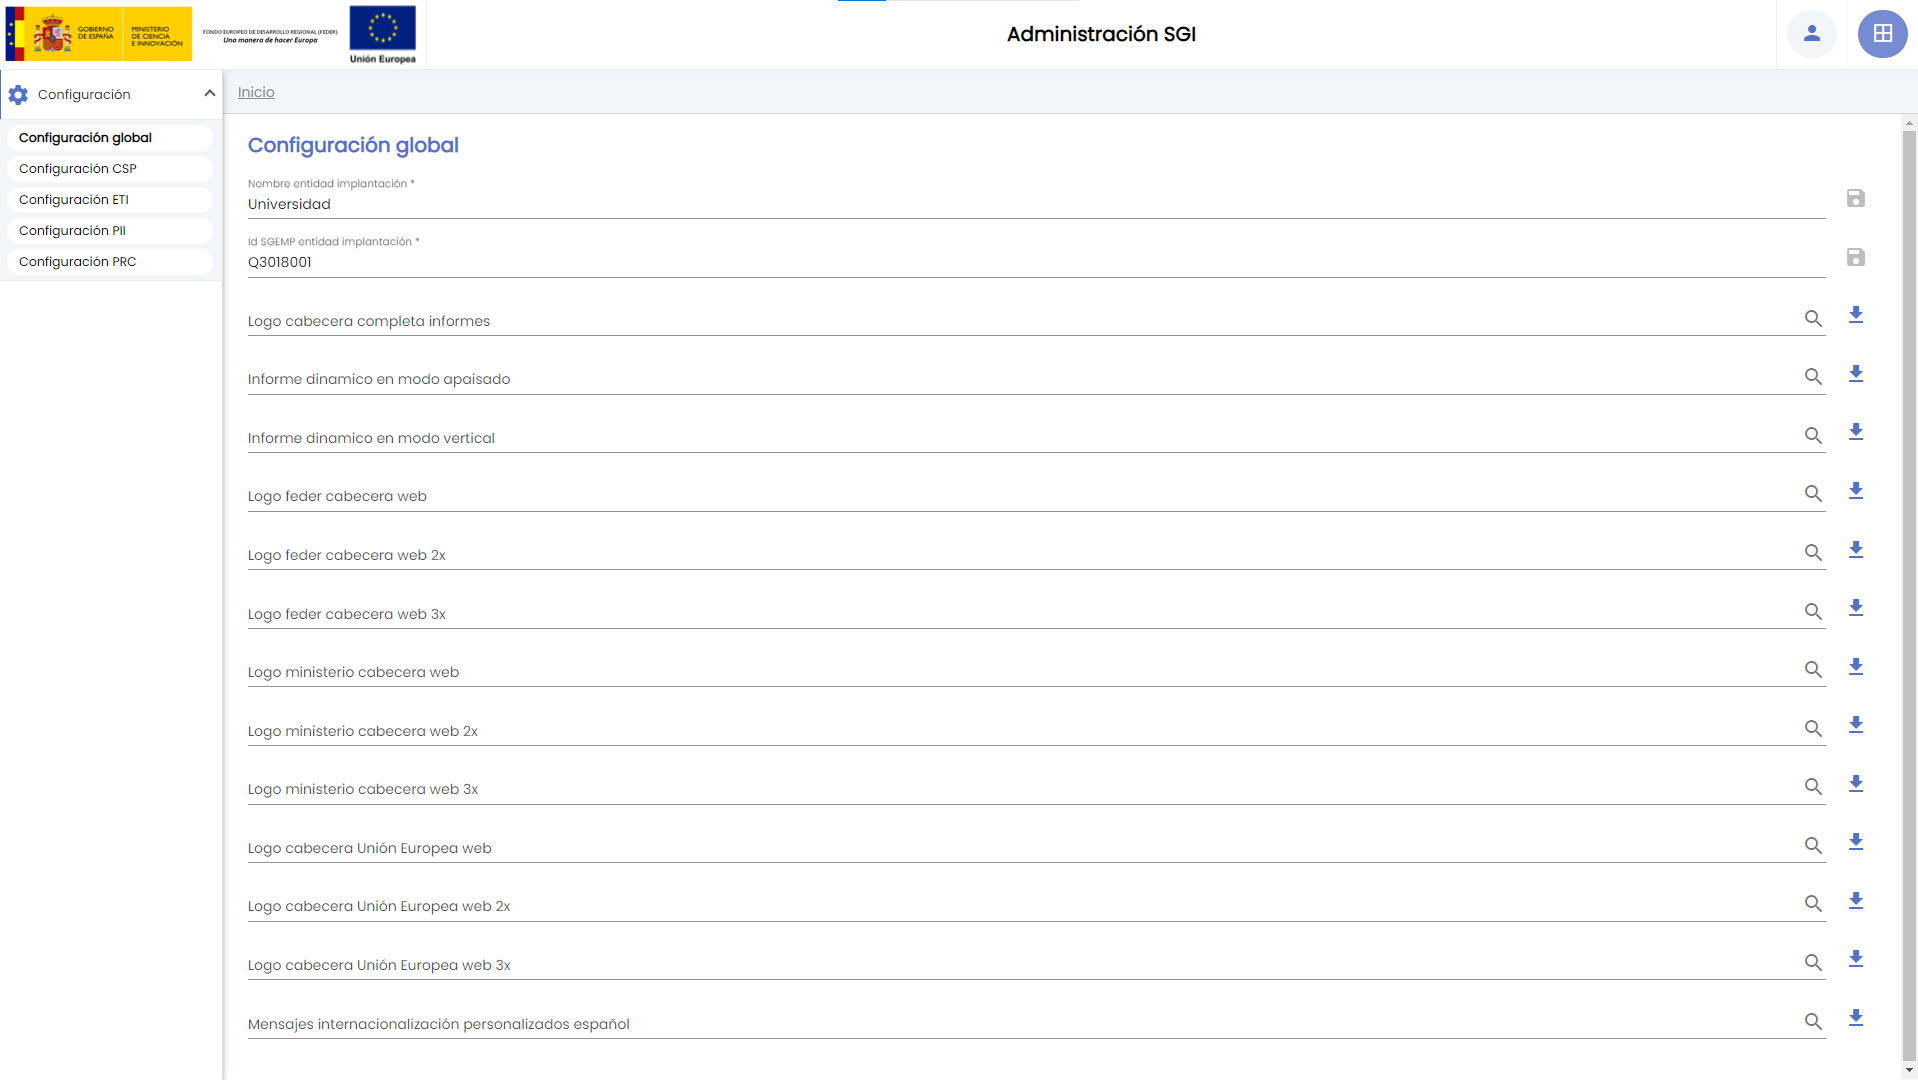 GOBIERNO
DE ESPAÑA
MINISTERIO
DE CIENCIA
E INNOVACIÓN
FONDO EUROPEO DE DESARROLLO REGIONAL (FEDER)
Una manera de hacer Europa
Unión Europea
Administración SGI
Configuración
Configuración global
Configuración CSP
Configuración ETI
Configuración PII
Configuración PRC
Inicio
Configuración global
Nombre entidad implantación *
Universidad
Id SGEMP entidad implantación *
Q3018001
Logo cabecera completa informes
Informe dinamico en modo apaisado
Informe dinamico en modo vertical
Logo feder cabecera web
Logo feder cabecera web 2x
Logo feder cabecera web 3x
Logo ministerio cabecera web
Logo ministerio cabecera web 2x
Logo ministerio cabecera web 3x
Logo cabecera Unión Europea web
Logo cabecera Unión Europea web 2x
Logo cabecera Unión Europea web 3x
Mensajes internacionalización personalizados español